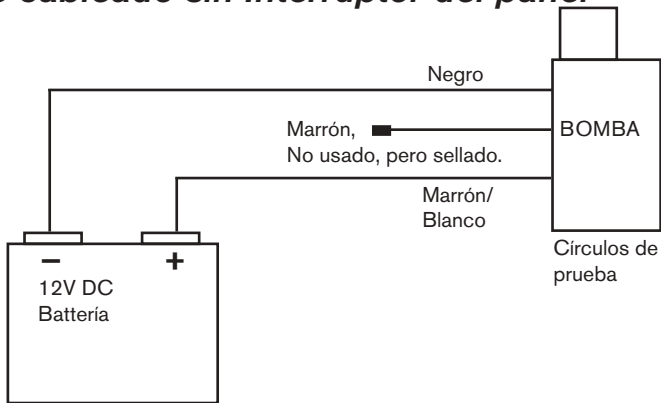 cableado sin interruptor del panel
Negro
Marrón,
No usado, pero sellado.
BOMBA
Marrón/
Blanco
Círculos de
prueba
− +
12V DC
Battería